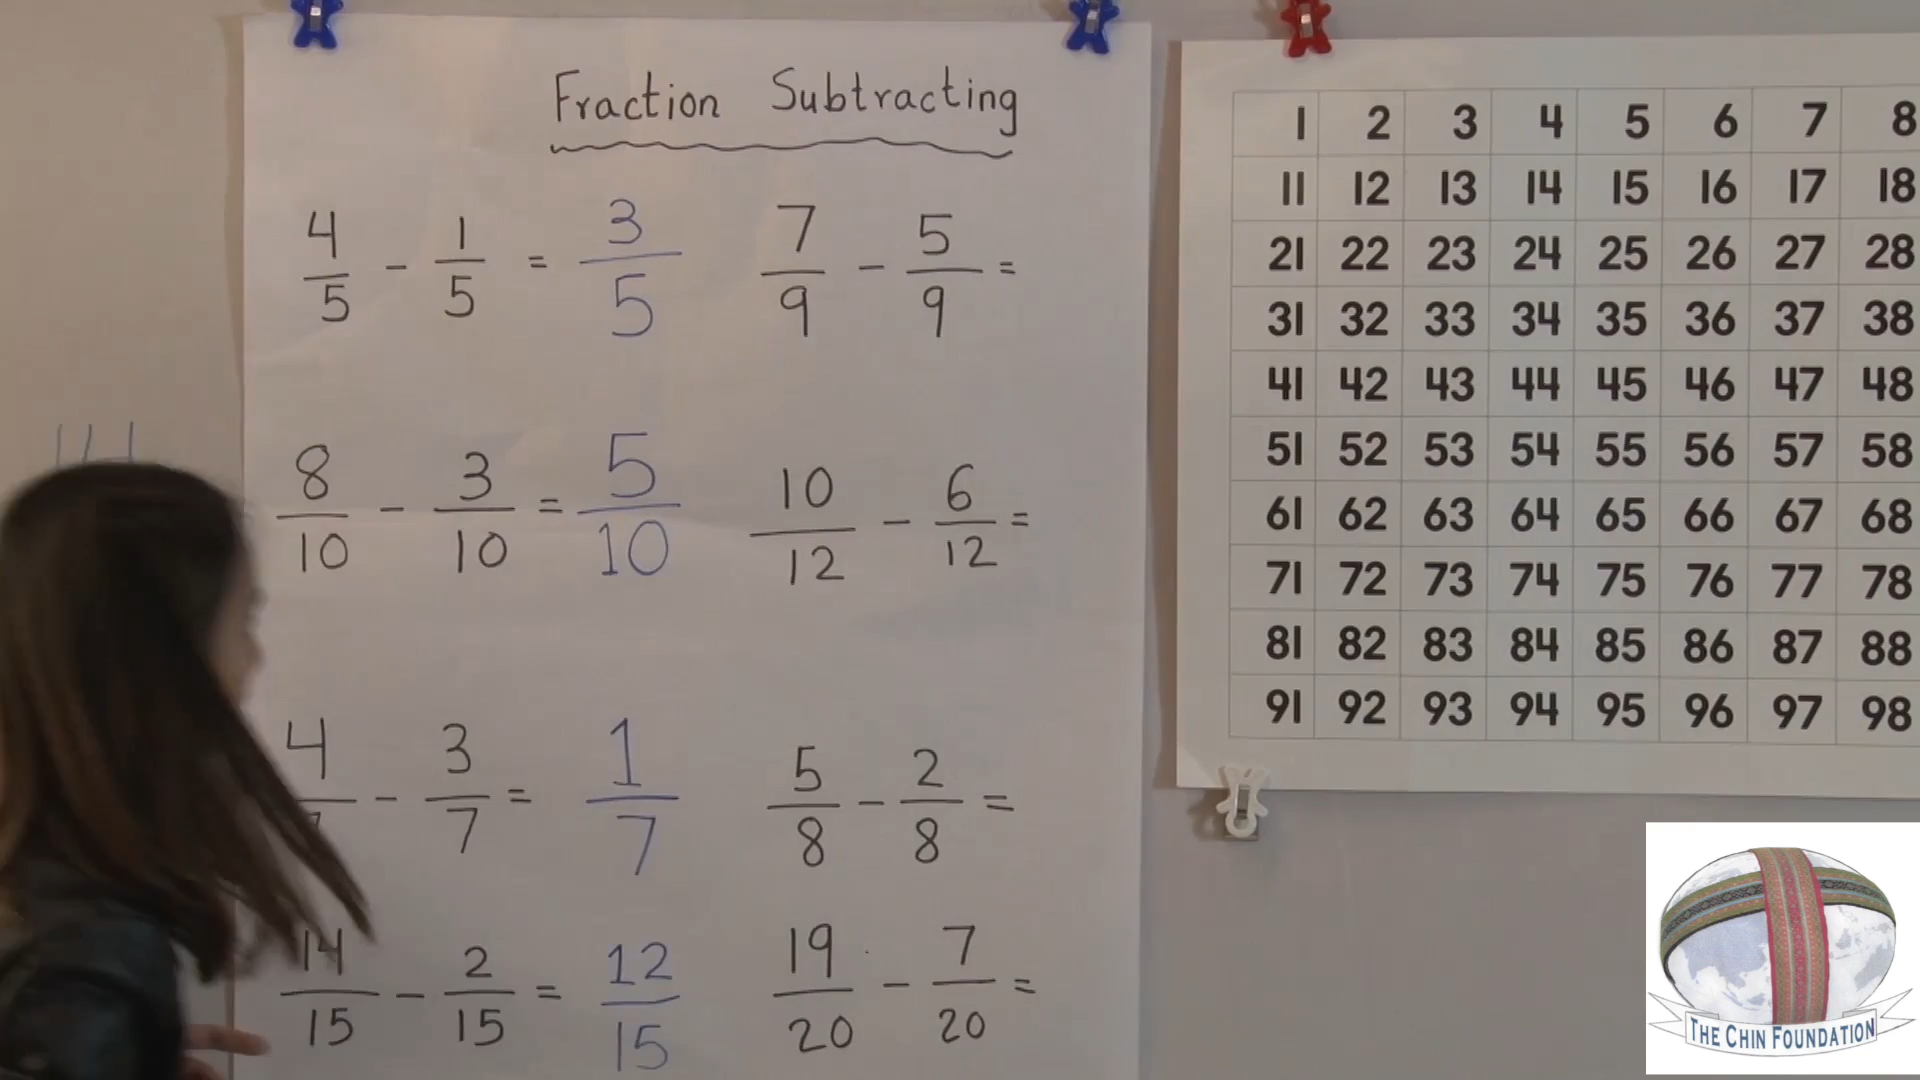 Fraction Subtracting
4/5 - 1/5 = 3/5
7/9 - 5/9 =
8/10 - 3/10 = 5/10
10/12 - 6/12 =
4/7 - 3/7 = 1/7
5/8 - 2/8 =
14/15 - 2/15 = 12/15
19/20 - 7/20 =
1 2 3 4 5 6 7 8
11 12 13 14 15 16 17 18
21 22 23 24 25 26 27 28
31 32 33 34 35 36 37 38
41 42 43 44 45 46 47 48
51 52 53 54 55 56 57 58
61 62 63 64 65 66 67 68
71 72 73 74 75 76 77 78
81 82 83 84 85 86 87 88
91 92 93 94 95 96 97 98
THE CHIN FOUNDATION